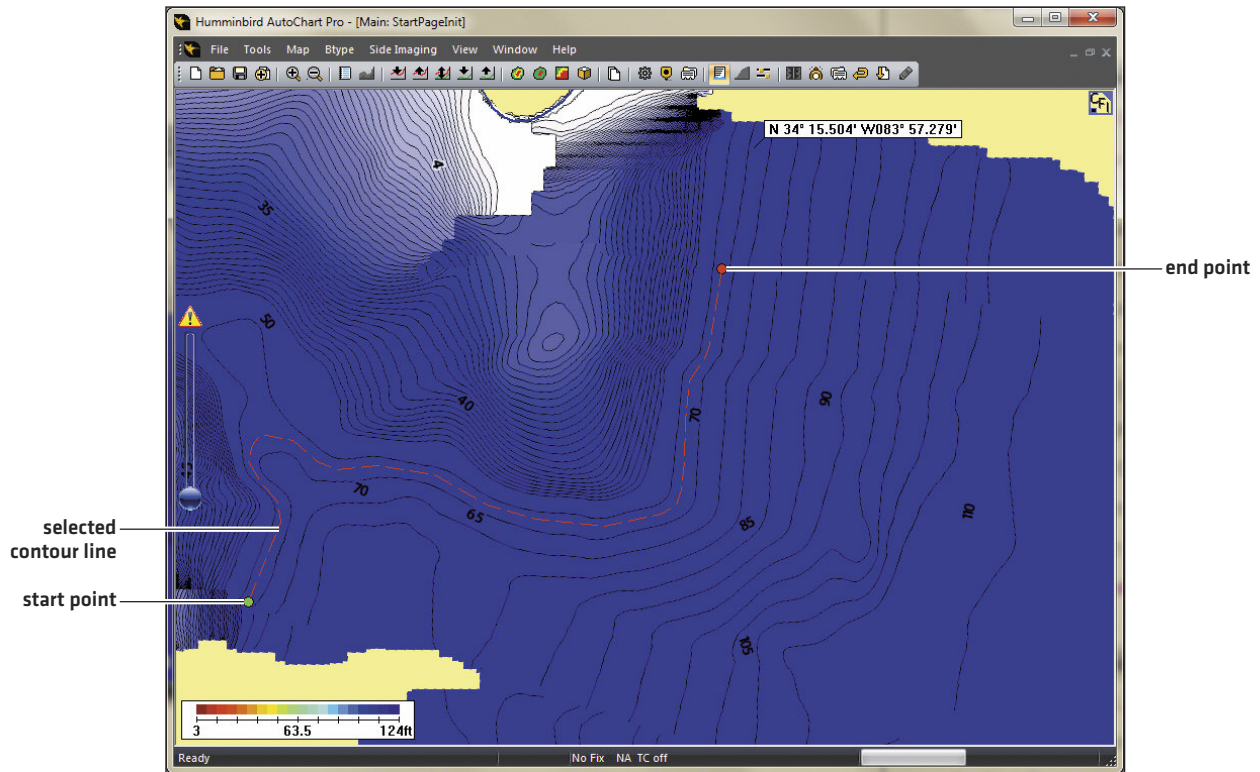 Humminbird AutoChart Pro - [Main: StartPageInit]
File Tools Map Btype Side Imaging View Window Help
CFI
N 34° 15.504' W083° 57.279'
4
35
end point
50
40
90
70
70
65
85
110
selected
contour line
start point
105
3 63.5 124ft
Ready No Fix NA TC off